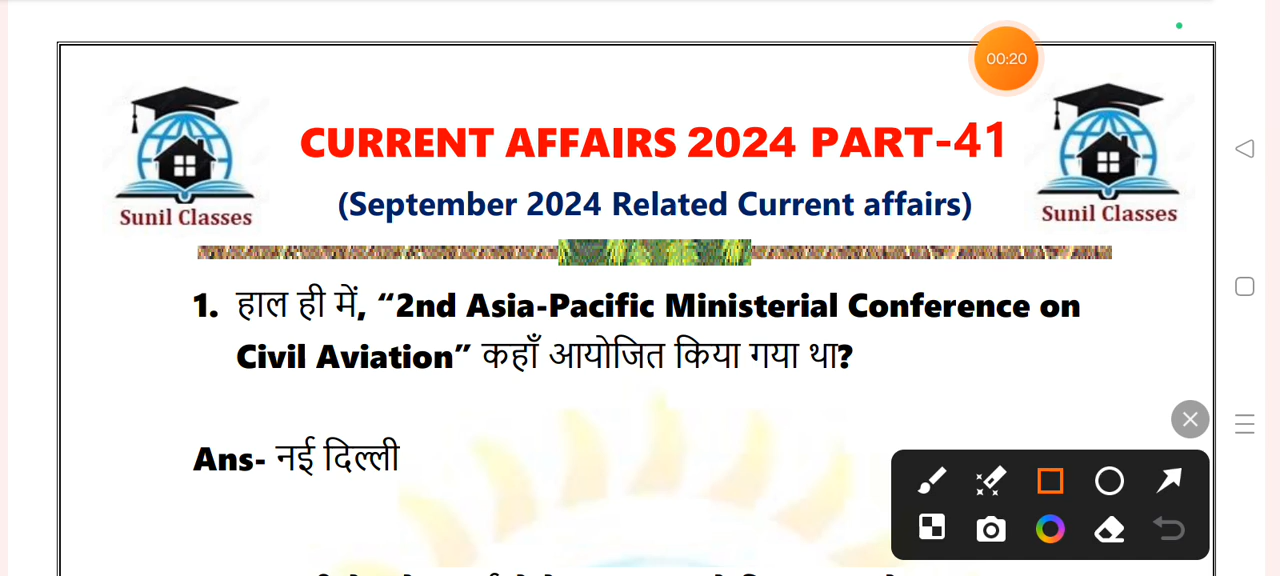 00:20
CURRENT AFFAIRS 2024 PART-41
(September 2024 Related Current affairs)
Sunil Classes
Sunil Classes
1. हाल ही में, “2nd Asia-Pacific Ministerial Conference on
Civil Aviation” कहाँ आयोजित किया गया था?
Ans- नई दिल्ली